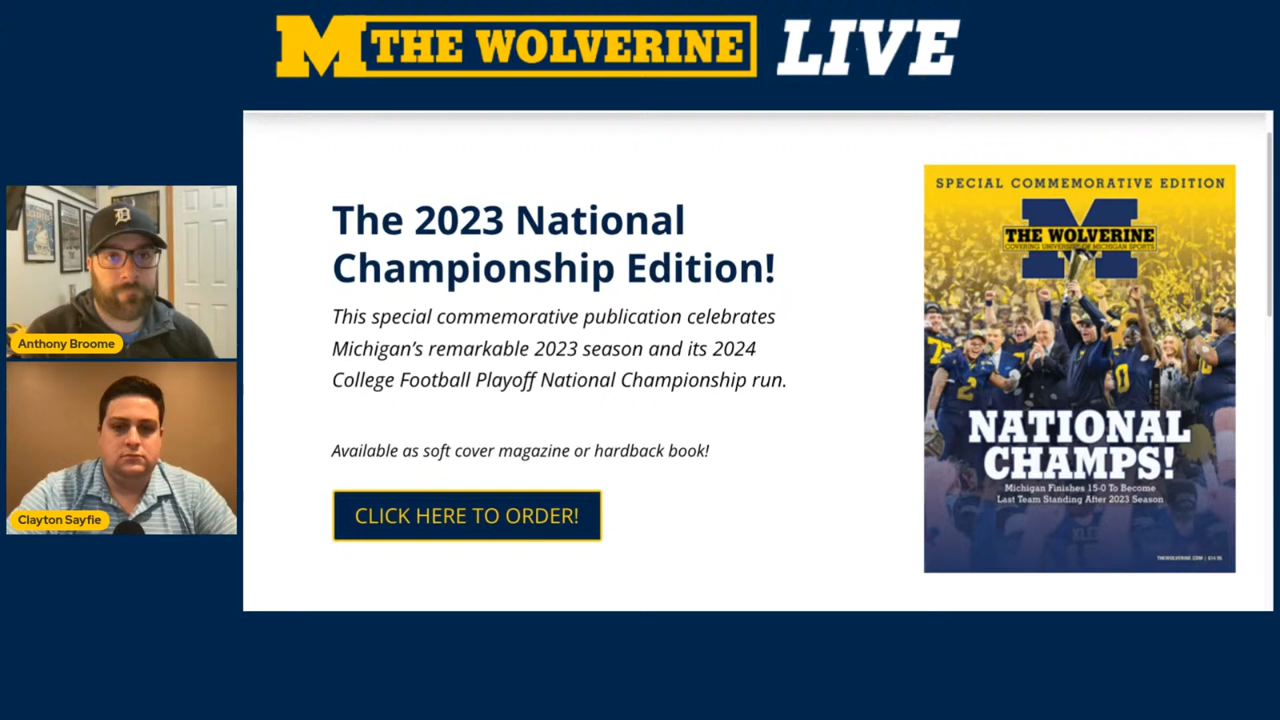 M THE WOLVERINE LIVE
The 2023 National
Championship Edition!
This special commemorative publication celebrates
Michigan’s remarkable 2023 season and its 2024
College Football Playoff National Championship run.
Available as soft cover magazine or hardback book!
CLICK HERE TO ORDER!
SPECIAL COMMEMORATIVE EDITION
THE WOLVERINE
COVERING UNIVERSITY OF MICHIGAN SPORTS
2
0
NATIONAL
CHAMPS!
Michigan Finishes 15-0 To Become
Last Team Standing After 2023 Season
D
Anthony Broome
Clayton Sayfie